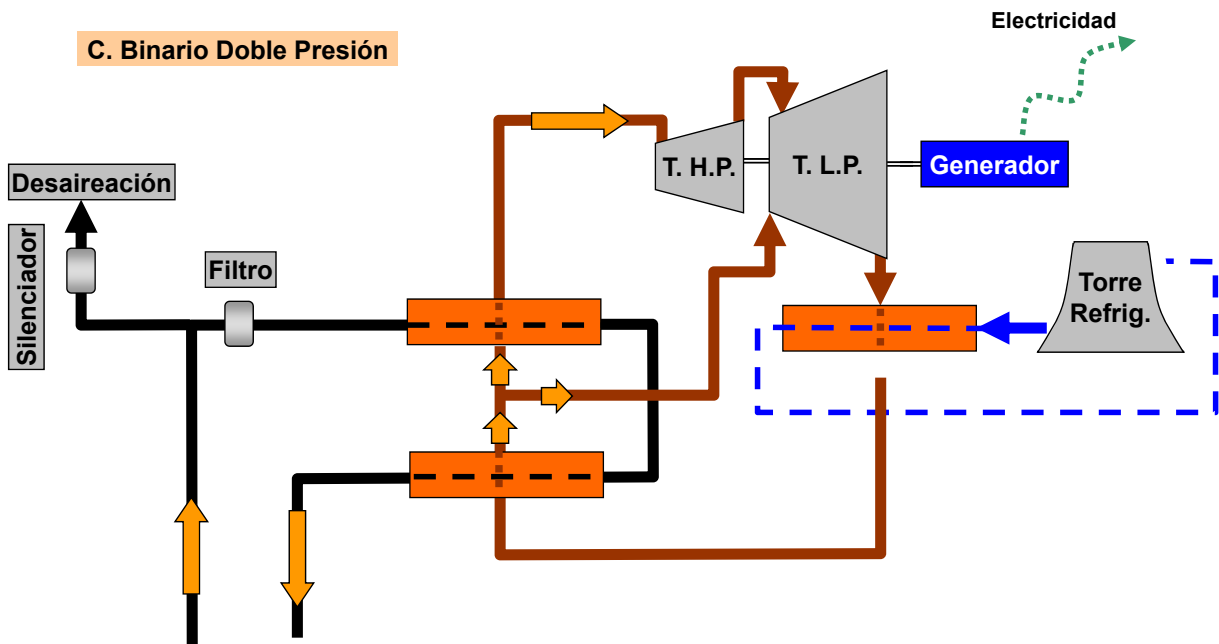 Electricidad
C. Binario Doble Presión
T. H.P.
T. L.P.
Generador
Desaireación
Silenciador
Filtro
Torre
Refrig.